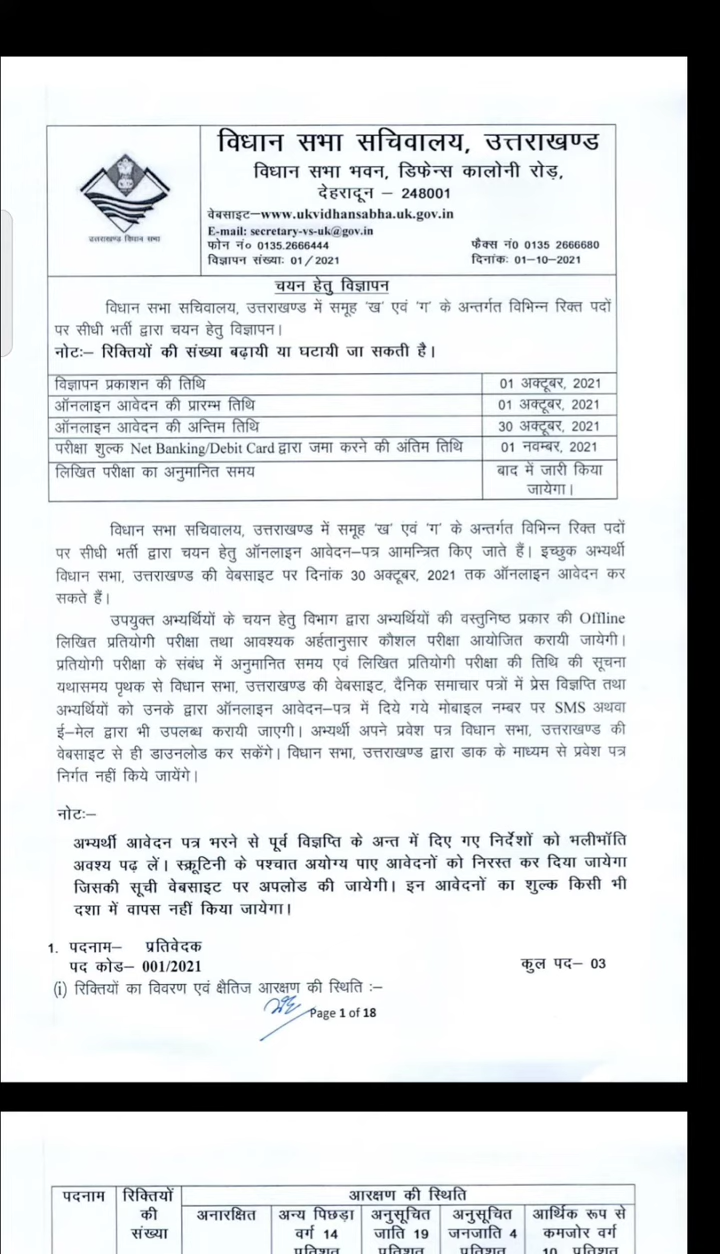 उत्तराखण्ड विधान सभा
विधान सभा सचिवालय, उत्तराखण्ड
विधान सभा भवन, डिफेन्स कालोनी रोड़,
देहरादून – 248001
वेबसाइट–www.ukvidhansabha.uk.gov.in
E-mail: secretary-vs-uk@gov.in
फोन नं० 0135.2666444 फैक्स नं0 0135 2666680
विज्ञापन संख्याः 01/2021 दिनांकः 01–10–2021
चयन हेतु विज्ञापन
विधान सभा सचिवालय, उत्तराखण्ड में समूह 'ख' एवं 'ग' के अन्तर्गत विभिन्न रिक्त पदों
पर सीधी भर्ती द्वारा चयन हेतु विज्ञापन।
नोटः– रिक्तियों की संख्या बढ़ायी या घटायी जा सकती है।
विज्ञापन प्रकाशन की तिथि 01 अक्टूबर, 2021
ऑनलाइन आवेदन की प्रारम्भ तिथि 01 अक्टूबर, 2021
ऑनलाइन आवेदन की अन्तिम तिथि 30 अक्टूबर, 2021
परीक्षा शुल्क Net Banking/Debit Card द्वारा जमा करने की अंतिम तिथि 01 नवम्बर, 2021
लिखित परीक्षा का अनुमानित समय बाद में जारी किया
जायेगा।
विधान सभा सचिवालय, उत्तराखण्ड में समूह 'ख' एवं 'ग' के अन्तर्गत विभिन्न रिक्त पदों
पर सीधी भर्ती द्वारा चयन हेतु ऑनलाइन आवेदन–पत्र आमन्त्रित किए जाते हैं। इच्छुक अभ्यर्थी
विधान सभा, उत्तराखण्ड की वेबसाइट पर दिनांक 30 अक्टूबर, 2021 तक ऑनलाइन आवेदन कर
सकते हैं।
उपयुक्त अभ्यर्थियों के चयन हेतु विभाग द्वारा अभ्यर्थियों की वस्तुनिष्ठ प्रकार की Offline
लिखित प्रतियोगी परीक्षा तथा आवश्यक अर्हतानुसार कौशल परीक्षा आयोजित करायी जायेगी।
प्रतियोगी परीक्षा के संबंध में अनुमानित समय एवं लिखित प्रतियोगी परीक्षा की तिथि की सूचना
यथासमय पृथक से विधान सभा, उत्तराखण्ड की वेबसाइट, दैनिक समाचार पत्रों में प्रेस विज्ञप्ति तथा
अभ्यर्थियों को उनके द्वारा ऑनलाइन आवेदन–पत्र में दिये गये मोबाइल नम्बर पर SMS अथवा
ई–मेल द्वारा भी उपलब्ध करायी जाएगी। अभ्यर्थी अपने प्रवेश पत्र विधान सभा, उत्तराखण्ड की
वेबसाइट से ही डाउनलोड कर सकेंगे। विधान सभा, उत्तराखण्ड द्वारा डाक के माध्यम से प्रवेश पत्र
निर्गत नहीं किये जायेंगे।
नोटः–
अभ्यर्थी आवेदन पत्र भरने से पूर्व विज्ञप्ति के अन्त में दिए गए निर्देशों को भलीभॉति
अवश्य पढ़ लें। स्क्रूटिनी के पश्चात अयोग्य पाए आवेदनों को निरस्त कर दिया जायेगा
जिसकी सूची वेबसाइट पर अपलोड की जायेगी। इन आवेदनों का शुल्क किसी भी
दशा में वापस नहीं किया जायेगा।
1. पदनाम– प्रतिवेदक
पद कोड– 001/2021 कुल पद– 03
(i) रिक्तियों का विवरण एवं क्षैतिज आरक्षण की स्थिति :–
Page 1 of 18
पदनाम रिक्तियों आरक्षण की स्थिति
की अनारक्षित अन्य पिछड़ा अनुसूचित अनुसूचित आर्थिक रूप से
संख्या वर्ग 14 जाति 19 जनजाति 4 कमजोर वर्ग
प्रतिशत प्रतिशत प्रतिशत 10 प्रतिशत